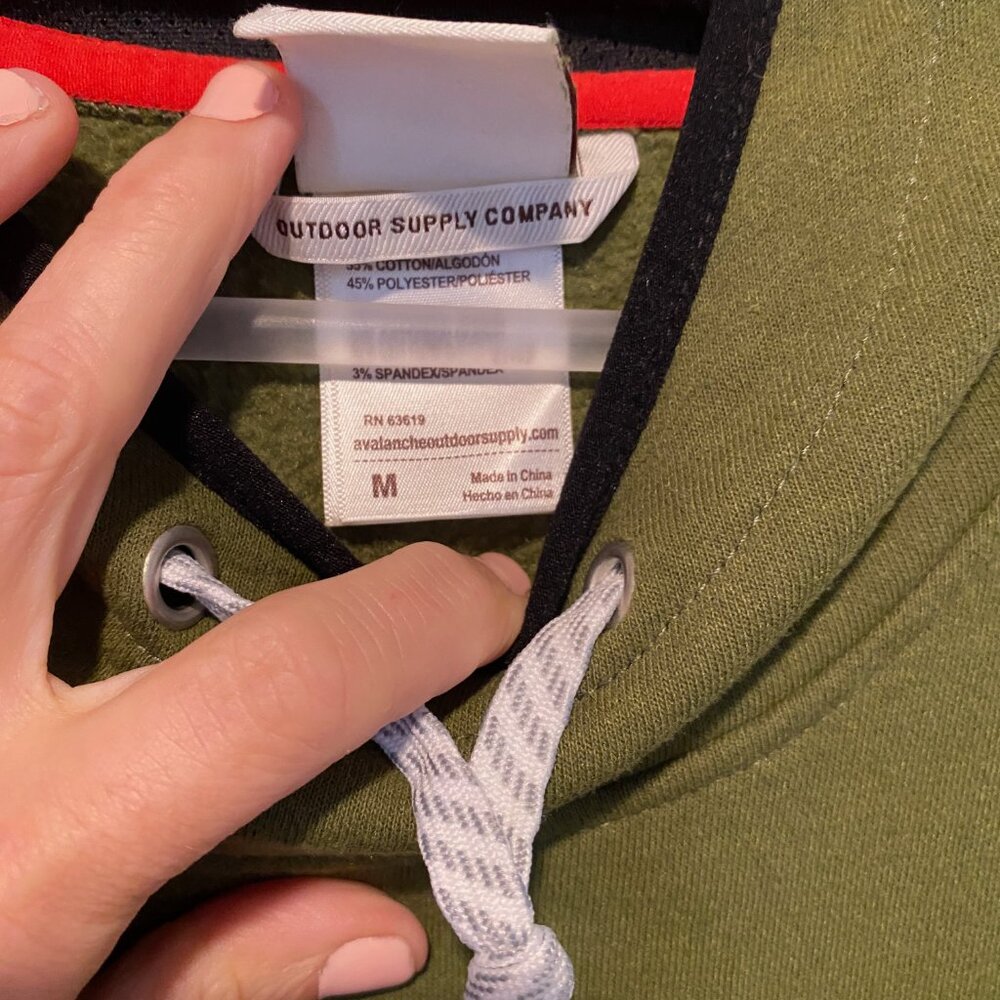 OUTDOOR SUPPLY COMPANY
COTTON/ALGODÓN
45% POLYESTER/POLIÉSTER
3% SPANDEX/SPANDEX
RN 63619
avalancheoutdoorsupply.com
M
Made in China
Hecho en China